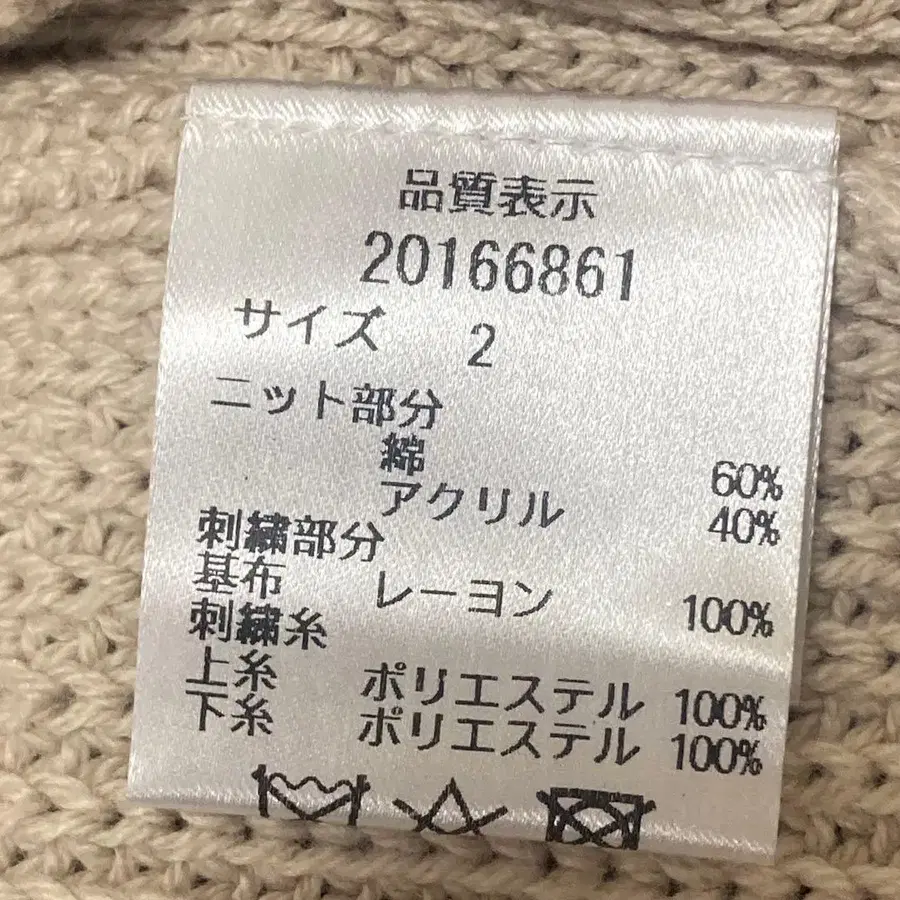 品質表示
20166861
サイズ 2
ニット部分
綿 60%
アクリル 40%
刺繍部分
基布 レーヨン 100%
刺繍糸
上糸 ポリエステル 100%
下糸 ポリエステル 100%